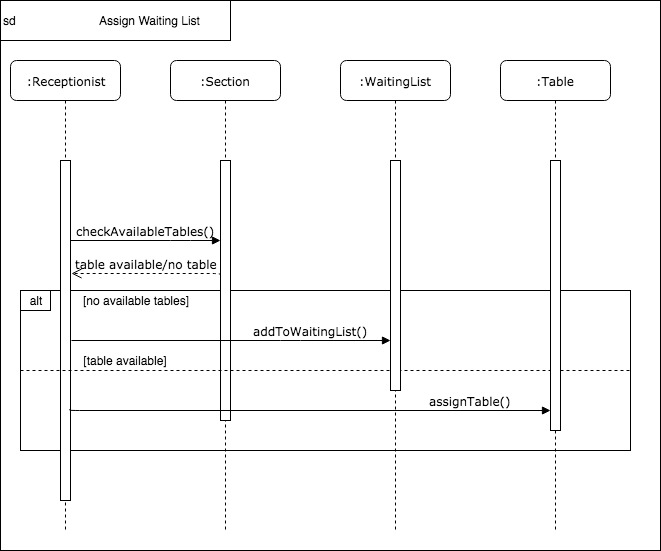 sd Assign Waiting List
:Receptionist :Section :WaitingList :Table
checkAvailableTables()
table available/no table
alt [no available tables]
addToWaitingList()
[table available]
assignTable()